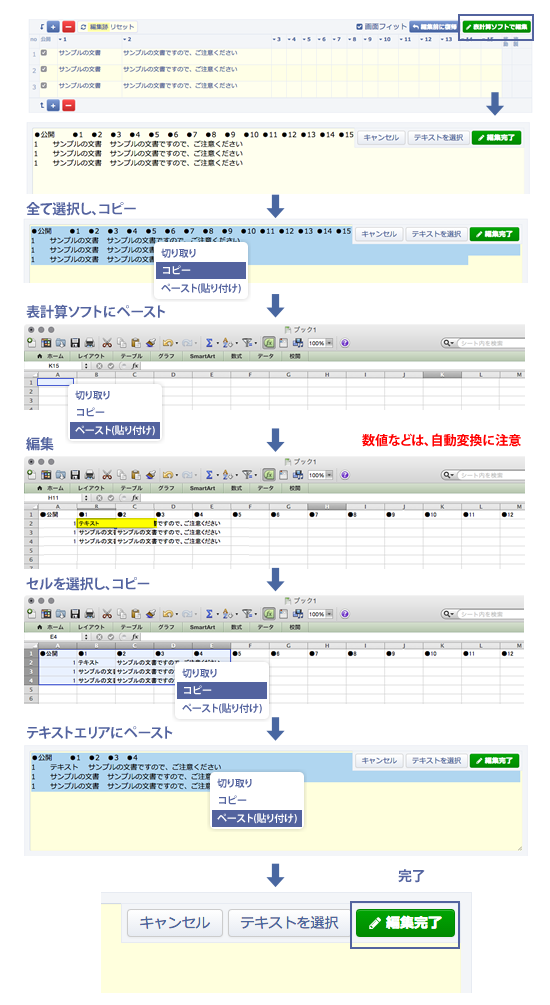 編集跡リセット 画面フィット 編集前に復帰 表計算ソフトで編集
no 公開 1 2 3 4 5 6 7 8 9 10 11 12 13 14 15
1 サンプルの文書 サンプルの文書ですので、ご注意ください
2 サンプルの文書 サンプルの文書ですので、ご注意ください
3 サンプルの文書 サンプルの文書ですので、ご注意ください
●公開 ●1 ●2 ●3 ●4 ●5 ●6 ●7 ●8 ●9 ●10 ●11 ●12 ●13 ●14 ●15 キャンセル テキストを選択 編集完了
1 サンプルの文書 サンプルの文書ですので、ご注意ください
1 サンプルの文書 サンプルの文書ですので、ご注意ください
1 サンプルの文書 サンプルの文書ですので、ご注意ください
全て選択し、コピー
●公開 ●1 ●2 ●3 ●4 ●5 ●6 ●7 ●8 ●9 ●10 ●11 ●12 ●13 ●14 ●15 キャンセル テキストを選択 編集完了
1 サンプルの文書 サンプルの文書ですので、ご注意ください
1 サンプルの文書 サンプルの
1 サンプルの文書 サンプルの
切り取り
コピー
ペースト(貼り付け)
表計算ソフトにペースト
ブック1
100% シート内を検索
ホーム レイアウト テーブル グラフ SmartArt 数式 データ 校閲
K15 fx
A B C D E F G H I J K L M
1
2
3
4
切り取り
コピー
ペースト(貼り付け)
編集
数値などは、自動変換に注意
ブック1
100% シート内を検索
ホーム レイアウト テーブル グラフ SmartArt 数式 データ 校閲
H11 fx
A B C D E F G H I J K L M
1 ●公開 ●1 ●2 ●3 ●4 ●5 ●6 ●7 ●8 ●9 ●10 ●11 ●12
2 1 テキスト ですので、ご注意ください
3 1 サンプルの文 サンプルの文書ですので、ご注意ください
4 1 サンプルの文 サンプルの文書ですので、ご注意ください
5
6
7
セルを選択し、コピー
ブック1
100% シート内を検索
ホーム レイアウト テーブル グラフ SmartArt 数式 データ 校閲
E4 fx
A B C D E F G H I J K L M
1 ●公開 ●1 ●2 ●3 ●4 ●5 ●6 ●7 ●8 ●9 ●10 ●11 ●12
2 1 テキスト サンプルの文書ですので、ご注意ください
3 1 サンプルの文 サンプルの文書ですの
4 1 サンプルの文 サンプルの文書ですの
5
6
切り取り
コピー
ペースト(貼り付け)
テキストエリアにペースト
●公開 ●1 ●2 ●3 ●4 キャンセル テキストを選択 編集完了
1 テキスト サンプルの文書ですので、ご注意ください
1 サンプルの文書 サンプルの文書ですので、ご注意ください
1 サンプルの文書 サンプルの文書ですので、
切り取り
コピー
ペースト(貼り付け)
完了
キャンセル テキストを選択 編集完了